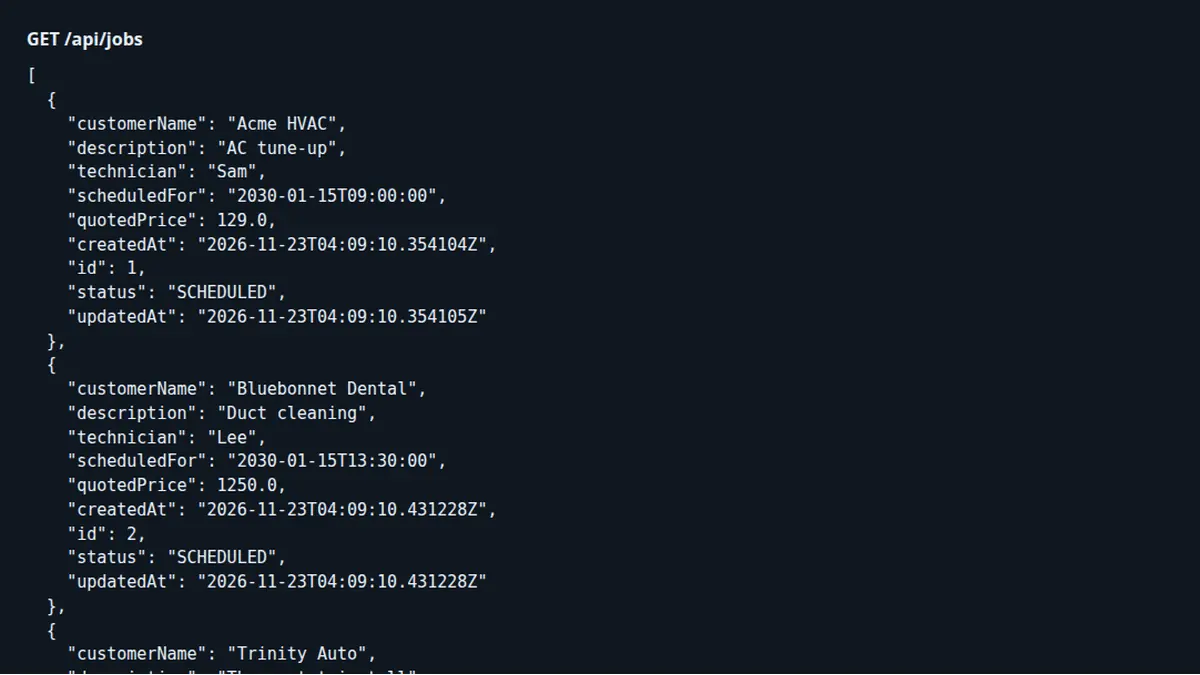 GET /api/jobs
[
  {
    "customerName": "Acme HVAC",
    "description": "AC tune-up",
    "technician": "Sam",
    "scheduledFor": "2030-01-15T09:00:00",
    "quotedPrice": 129.0,
    "createdAt": "2026-11-23T04:09:10.354104Z",
    "id": 1,
    "status": "SCHEDULED",
    "updatedAt": "2026-11-23T04:09:10.354105Z"
  },
  {
    "customerName": "Bluebonnet Dental",
    "description": "Duct cleaning",
    "technician": "Lee",
    "scheduledFor": "2030-01-15T13:30:00",
    "quotedPrice": 1250.0,
    "createdAt": "2026-11-23T04:09:10.431228Z",
    "id": 2,
    "status": "SCHEDULED",
    "updatedAt": "2026-11-23T04:09:10.431228Z"
  },
  {
    "customerName": "Trinity Auto",